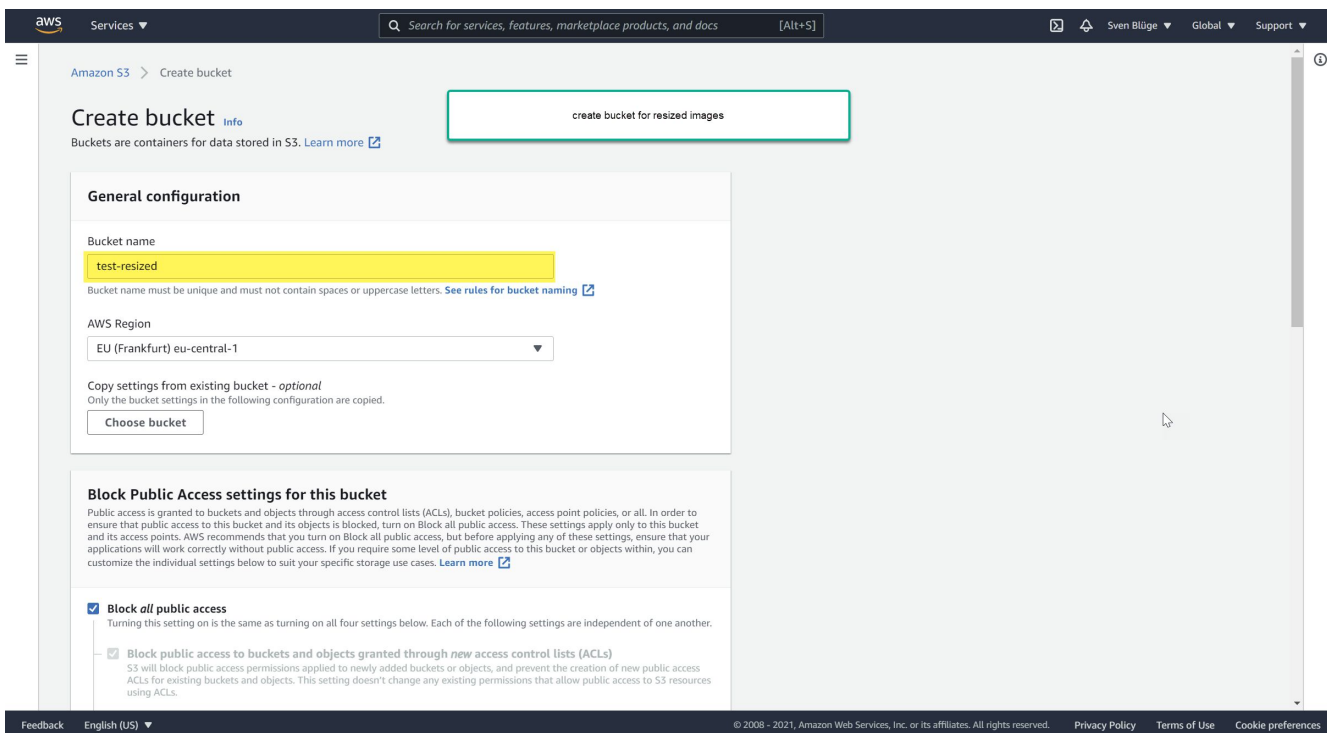 aws Services ▼ Search for services, features, marketplace products, and docs [Alt+S] Sven Blüge ▼ Global ▼ Support ▼
Amazon S3 > Create bucket
Create bucket Info
create bucket for resized images
Buckets are containers for data stored in S3. Learn more
General configuration
Bucket name
test-resized
Bucket name must be unique and must not contain spaces or uppercase letters. See rules for bucket naming
AWS Region
EU (Frankfurt) eu-central-1 ▼
Copy settings from existing bucket - optional
Only the bucket settings in the following configuration are copied.
Choose bucket
Block Public Access settings for this bucket
Public access is granted to buckets and objects through access control lists (ACLs), bucket policies, access point policies, or all. In order to
ensure that public access to this bucket and its objects is blocked, turn on Block all public access. These settings apply only to this bucket
and its access points. AWS recommends that you turn on Block all public access, but before applying any of these settings, ensure that your
applications will work correctly without public access. If you require some level of public access to this bucket or objects within, you can
customize the individual settings below to suit your specific storage use cases. Learn more
Block all public access
Turning this setting on is the same as turning on all four settings below. Each of the following settings are independent of one another.
Block public access to buckets and objects granted through new access control lists (ACLs)
S3 will block public access permissions applied to newly added buckets or objects, and prevent the creation of new public access
ACLs for existing buckets and objects. This setting doesn't change any existing permissions that allow public access to S3 resources
using ACLs.
Feedback English (US) ▼ © 2008 - 2021, Amazon Web Services, Inc. or its affiliates. All rights reserved. Privacy Policy Terms of Use Cookie preferences